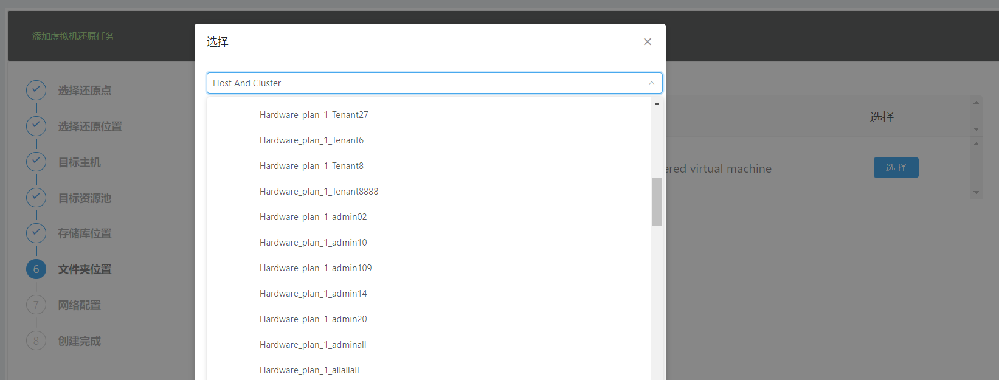 添加虚拟机还原任务
选择还原点
选择还原位置
目标主机
目标资源池
存储库位置
6 文件夹位置
7 网络配置
8 创建完成
选择
Host And Cluster
Hardware_plan_1_Tenant27
Hardware_plan_1_Tenant6
Hardware_plan_1_Tenant8
Hardware_plan_1_Tenant8888
Hardware_plan_1_admin02
Hardware_plan_1_admin10
Hardware_plan_1_admin109
Hardware_plan_1_admin14
Hardware_plan_1_admin20
Hardware_plan_1_adminall
Hardware_plan_1_allallall
选择
ered virtual machine
选 择